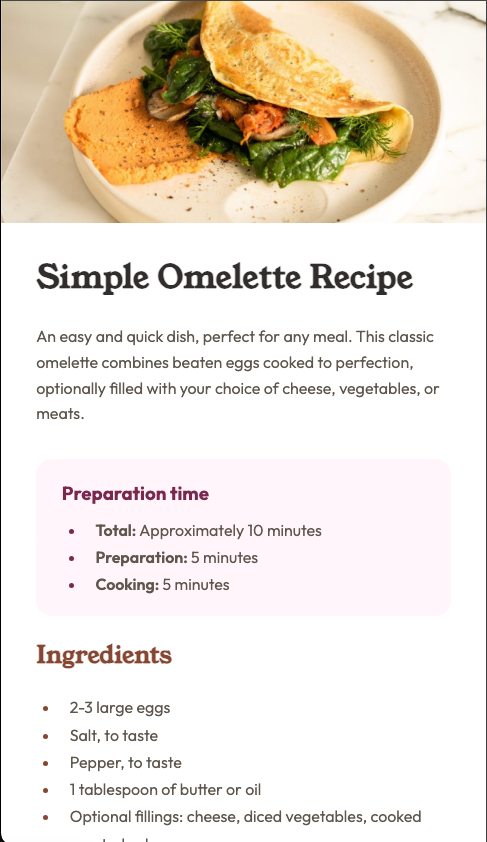 Simple Omelette Recipe
An easy and quick dish, perfect for any meal. This classic
omelette combines beaten eggs cooked to perfection,
optionally filled with your choice of cheese, vegetables, or
meats.
Preparation time
Total: Approximately 10 minutes
Preparation: 5 minutes
Cooking: 5 minutes
Ingredients
2-3 large eggs
Salt, to taste
Pepper, to taste
1 tablespoon of butter or oil
Optional fillings: cheese, diced vegetables, cooked